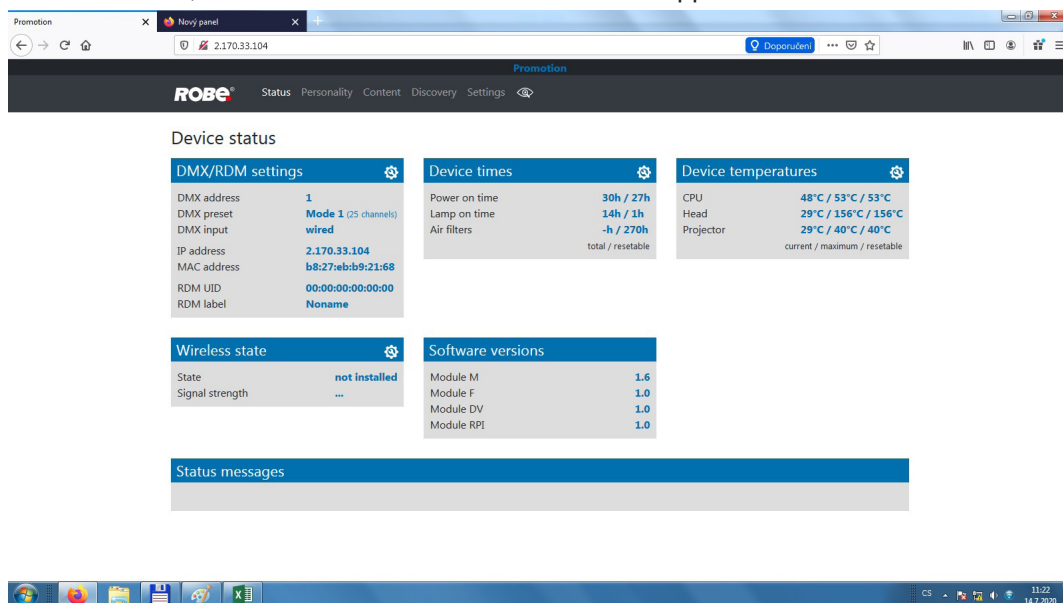 Promotion
Nový panel
2.170.33.104
Doporučení
Promotion
ROBE®
Status Personality Content Discovery Settings
Device status
DMX/RDM settings
DMX address 1
DMX preset Mode 1 (25 channels)
DMX input wired
IP address 2.170.33.104
MAC address b8:27:eb:b9:21:68
RDM UID 00:00:00:00:00:00
RDM label Noname
Device times
Power on time 30h / 27h
Lamp on time 14h / 1h
Air filters -h / 270h
total / resetable
Device temperatures
CPU 48°C / 53°C / 53°C
Head 29°C / 156°C / 156°C
Projector 29°C / 40°C / 40°C
current / maximum / resetable
Wireless state
State not installed
Signal strength ...
Software versions
Module M 1.6
Module F 1.0
Module DV 1.0
Module RPI 1.0
Status messages
CS
11:22
14.7.2020